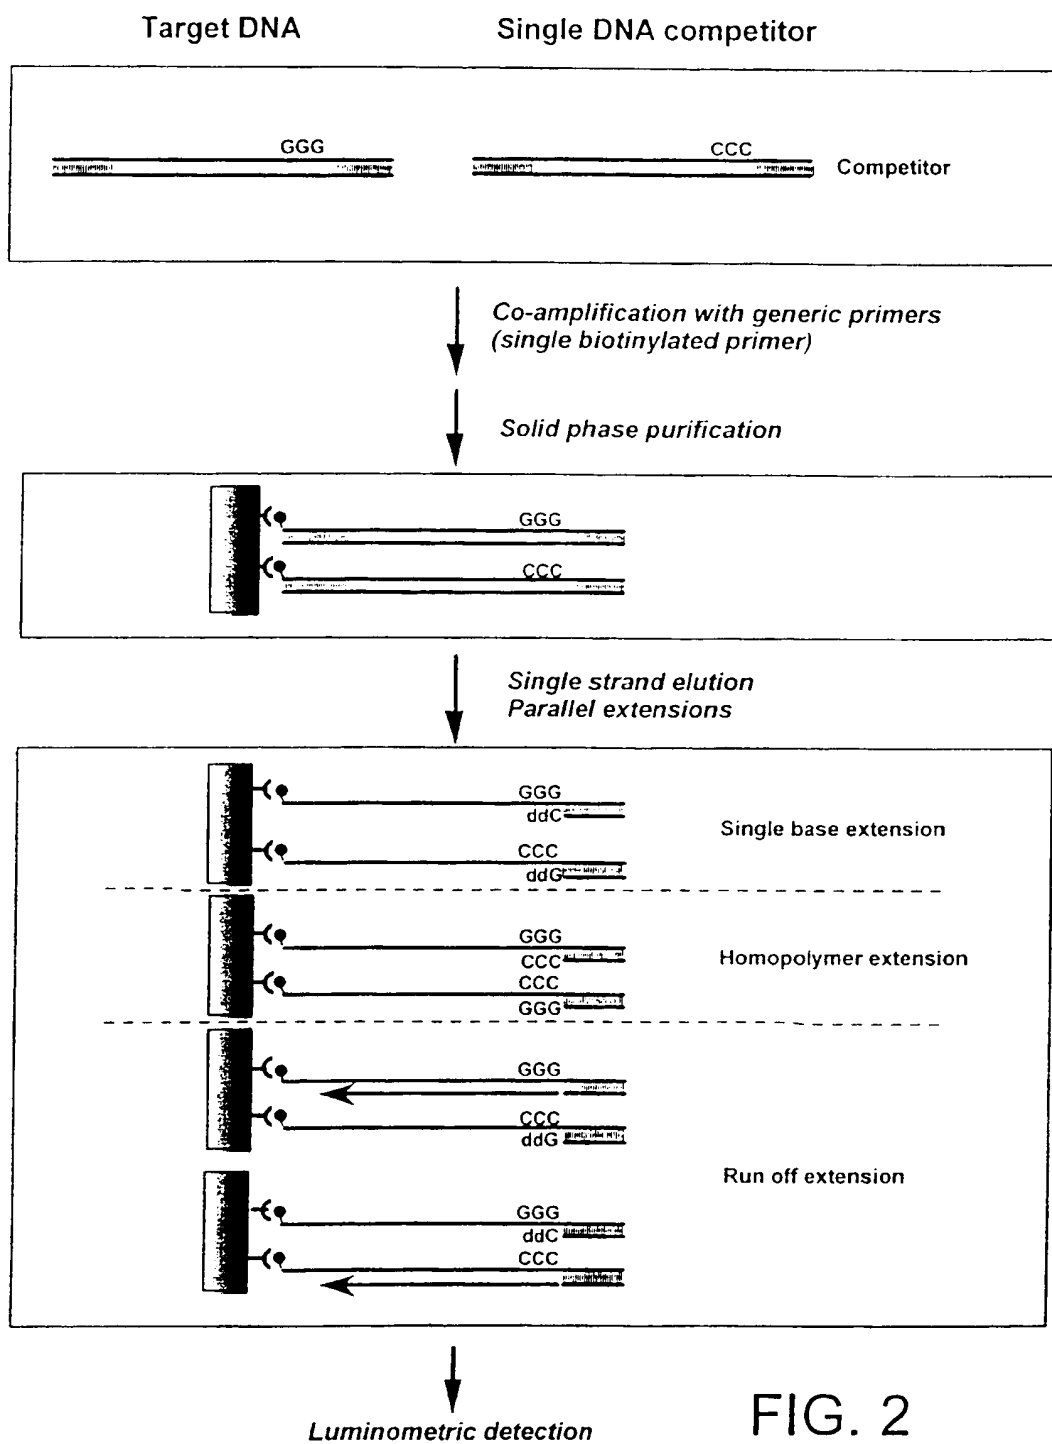 Target DNA Single DNA competitor
GGG CCC Competitor
Co-amplification with generic primers
(single biotinylated primer)
Solid phase purification
GGG
CCC
Single strand elution
Parallel extensions
GGG
ddC Single base extension
CCC
ddG
GGG
CCC Homopolymer extension
CCC
GGG
GGG
CCC
ddG
Run off extension
GGG
ddC
CCC
Luminometric detection
FIG. 2